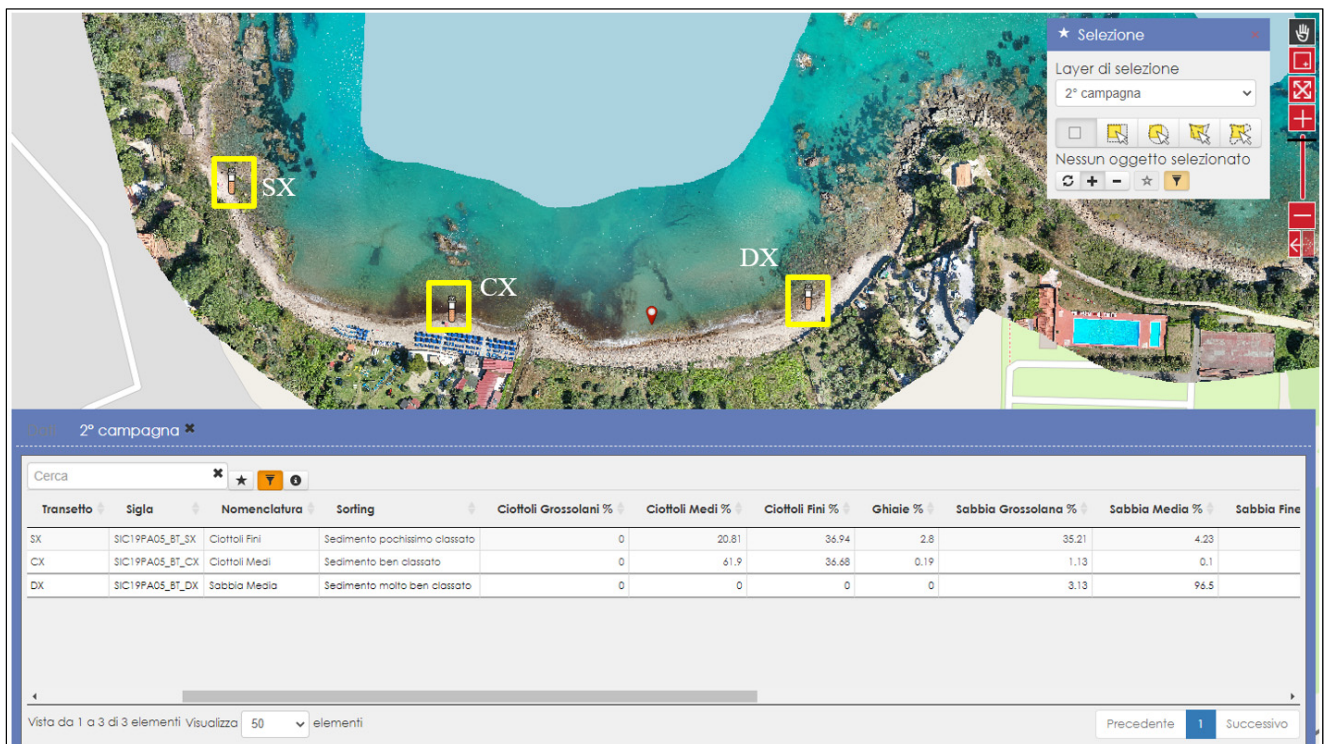 Selezione
Layer di selezione
2° campagna
Nessun oggetto selezionato
SX
DX
CX
2° campagna
Cerca
Transetto Sigla Nomenclatura Sorting Ciottoli Grossolani % Ciottoli Medi % Ciottoli Fini % Ghiaie % Sabbia Grossolana % Sabbia Media % Sabbia Fine
SX SIC19PA05_BT_SX Ciottoli Fini Sedimento pochissimo classato 0 20.81 36.94 2.8 35.21 4.23
CX SIC19PA05_BT_CX Ciottoli Medi Sedimento ben classato 0 61.9 36.68 0.19 1.13 0.1
DX SIC19PA05_BT_DX Sabbia Media Sedimento molto ben classato 0 0 0 0 3.13 96.5
Vista da 1 a 3 di 3 elementi Visualizza 50 elementi
Precedente 1 Successivo